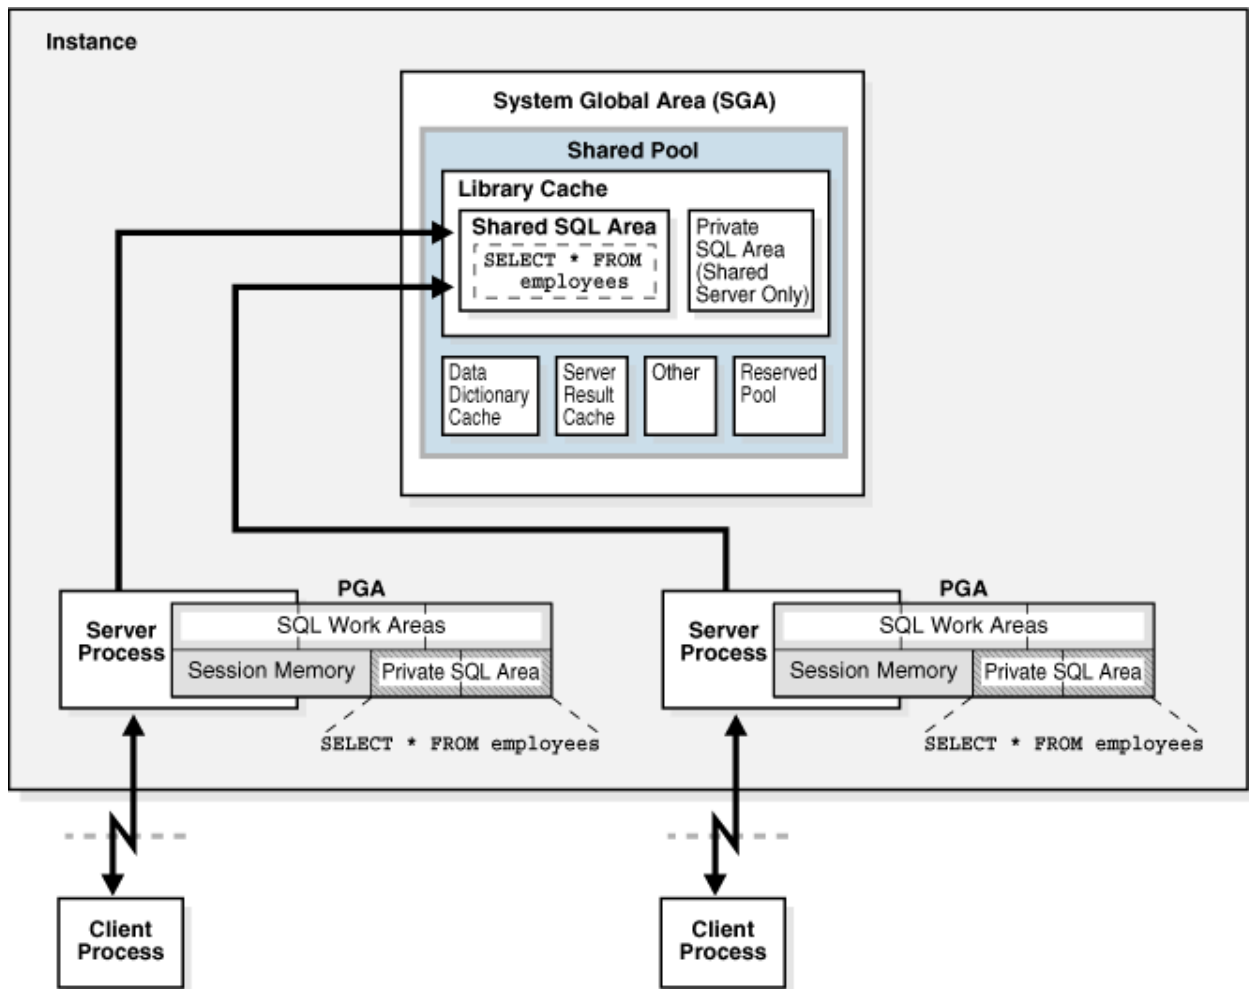 Instance
System Global Area (SGA)
Shared Pool
Library Cache
Shared SQL Area
SELECT * FROM
employees
Private
SQL Area
(Shared
Server Only)
Data
Dictionary
Cache
Server
Result
Cache
Other
Reserved
Pool
PGA
Server
Process
SQL Work Areas
Session Memory
Private SQL Area
SELECT * FROM employees
PGA
Server
Process
SQL Work Areas
Session Memory
Private SQL Area
SELECT * FROM employees
Client
Process
Client
Process